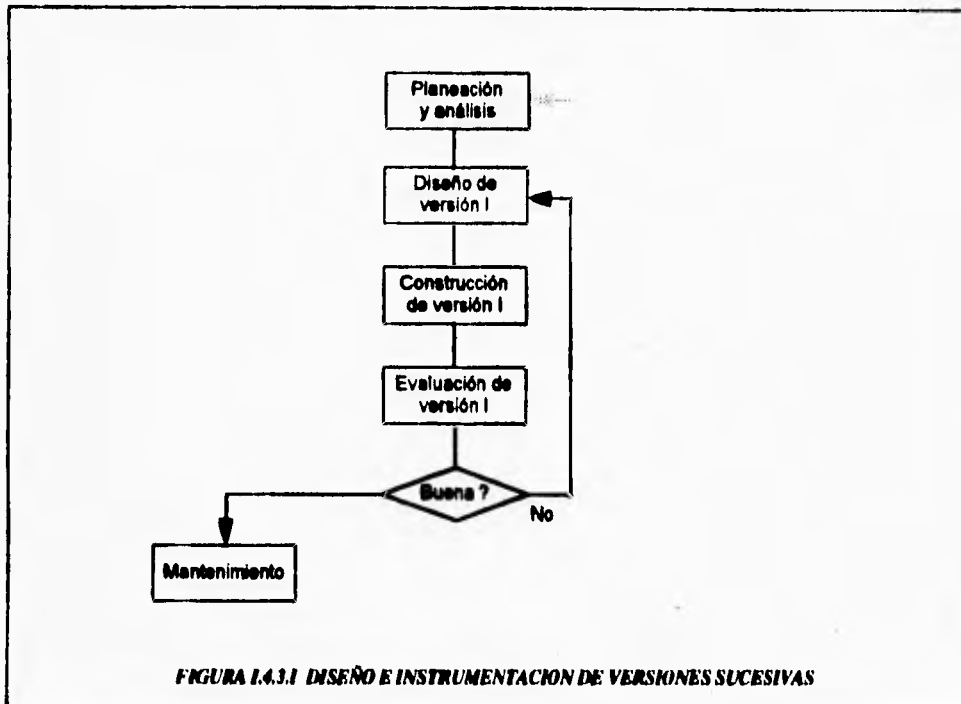 Planeación
y análisis
Diseño de
versión I
Construcción
de versión I
Evaluación de
versión I
Buena ?
No
Mantenimiento
FIGURA I.4.3.1 DISEÑO E INSTRUMENTACION DE VERSIONES SUCESIVAS